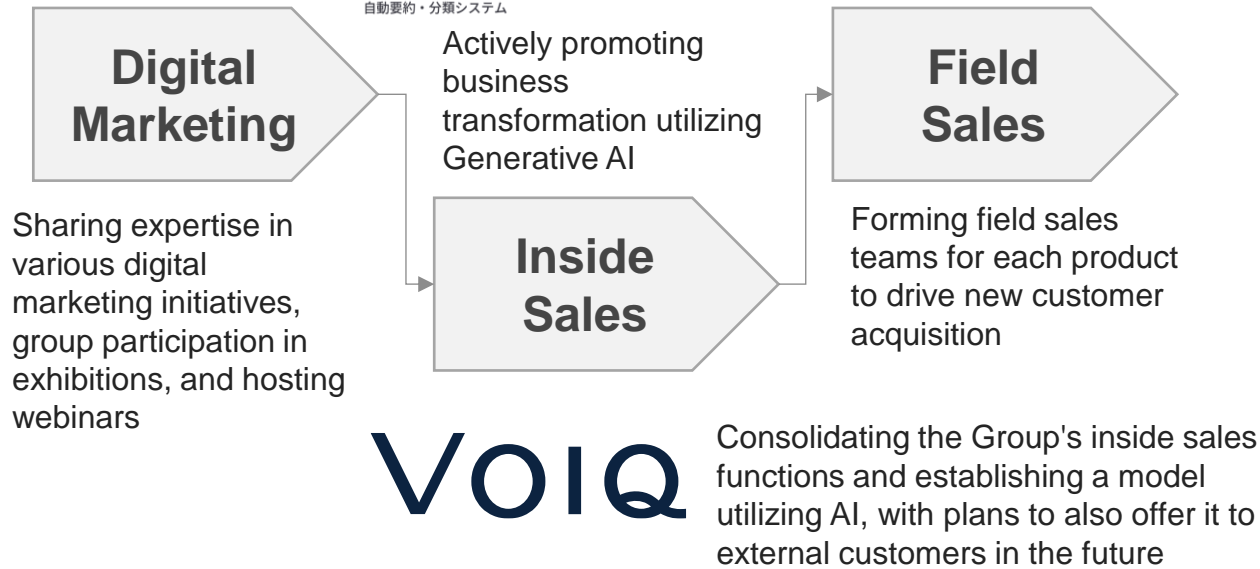 自動要約・分類システム
Digital
Marketing
Sharing expertise in
various digital
marketing initiatives,
group participation in
exhibitions, and hosting
webinars
Actively promoting
business
transformation utilizing
Generative AI
Inside
Sales
Field
Sales
Forming field sales
teams for each product
to drive new customer
acquisition
VOIQ
Consolidating the Group's inside sales
functions and establishing a model
utilizing AI, with plans to also offer it to
external customers in the future